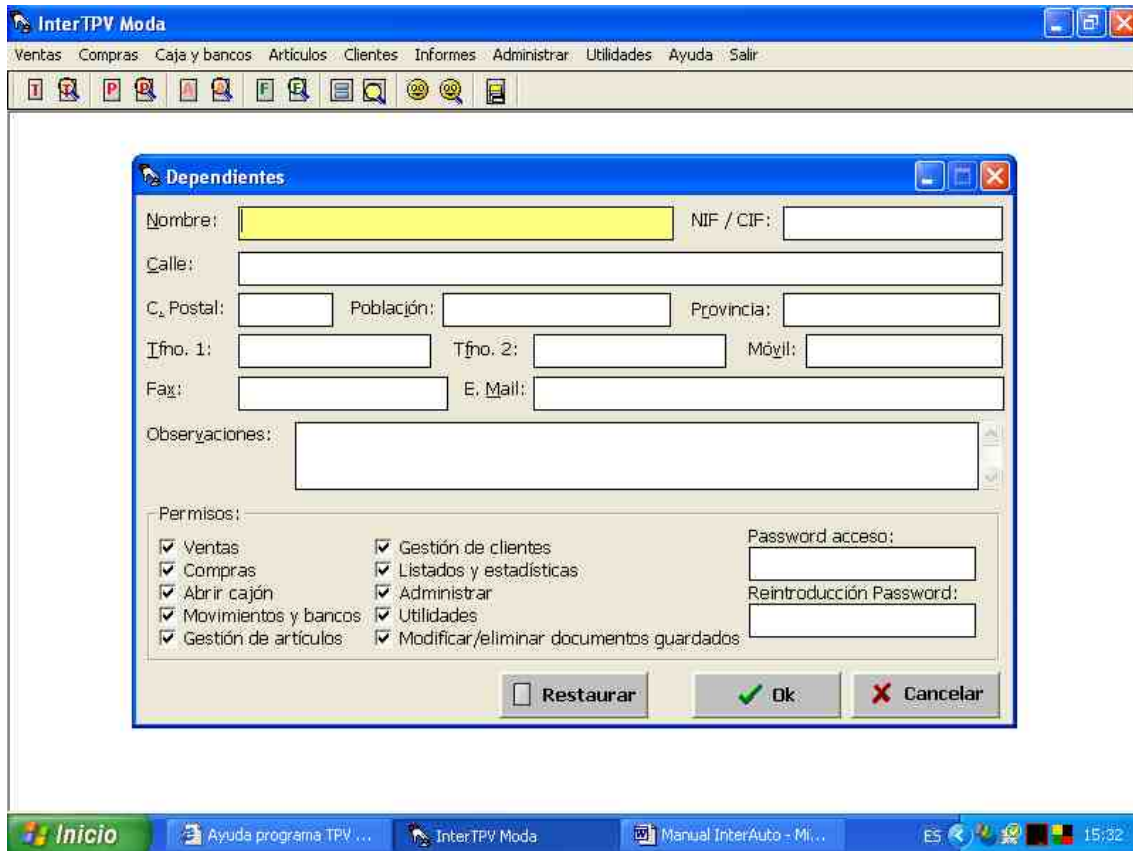 InterTPV Moda
Ventas Compras Caja y bancos Artículos Clientes Informes Administrar Utilidades Ayuda Salir
T T P P A A F F
Dependientes
Nombre: NIF / CIF:
Calle:
C. Postal: Población: Provincia:
Tfno. 1: Tfno. 2: Móvil:
Fax: E. Mail:
Observaciones:
Permisos:
Password acceso:
Ventas Gestión de clientes
Compras Listados y estadísticas
Abrir cajón Administrar Reintroducción Password:
Movimientos y bancos Utilidades
Gestión de artículos Modificar/eliminar documentos guardados
Restaurar Ok Cancelar
Inicio Ayuda programa TPV ... InterTPV Moda Manual InterAuto - Mi... ES 15:32